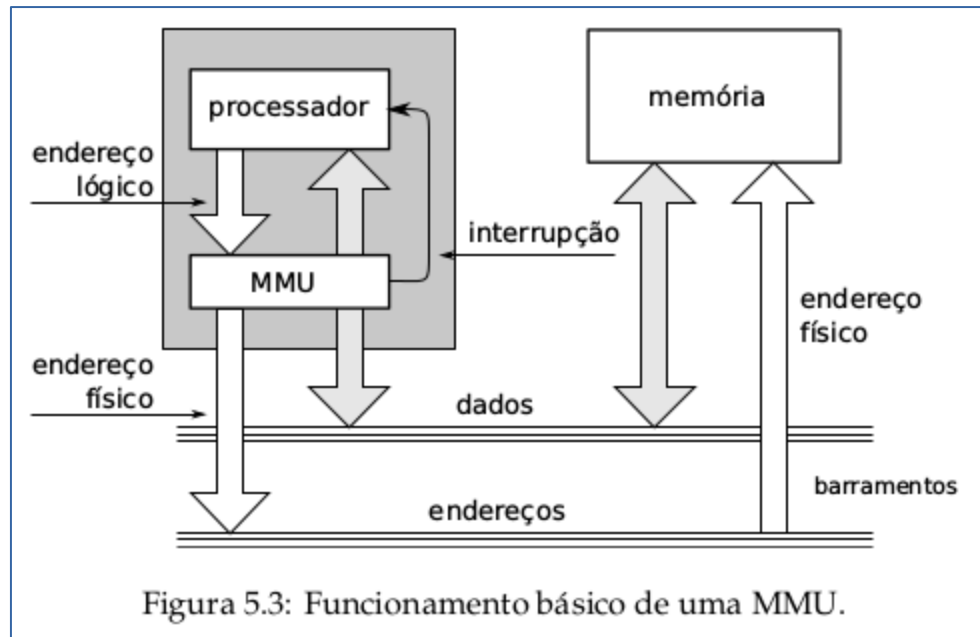 processador
memória
endereço
lógico
interrupção
MMU
endereço
físico
endereço
físico
dados
barramentos
endereços
Figura 5.3: Funcionamento básico de uma MMU.